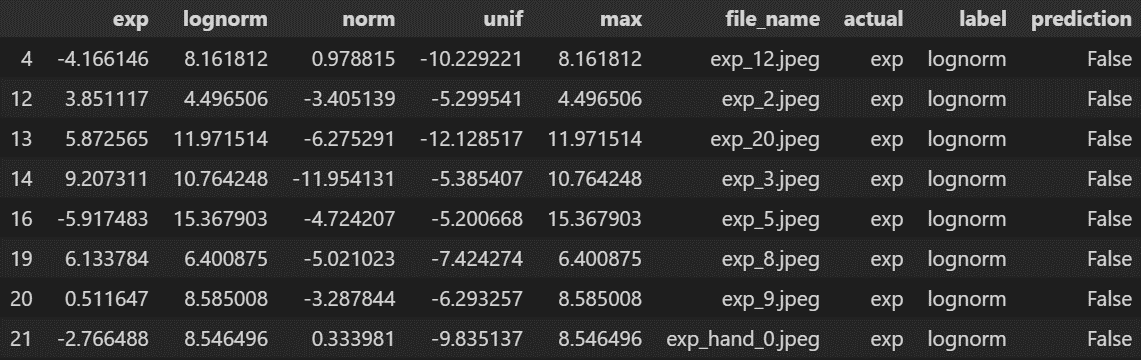 exp lognorm norm unif max file_name actual label prediction
4 -4.166146 8.161812 0.978815 -10.229221 8.161812 exp_12.jpeg exp lognorm False
12 3.851117 4.496506 -3.405139 -5.299541 4.496506 exp_2.jpeg exp lognorm False
13 5.872565 11.971514 -6.275291 -12.128517 11.971514 exp_20.jpeg exp lognorm False
14 9.207311 10.764248 -11.954131 -5.385407 10.764248 exp_3.jpeg exp lognorm False
16 -5.917483 15.367903 -4.724207 -5.200668 15.367903 exp_5.jpeg exp lognorm False
19 6.133784 6.400875 -5.021023 -7.424274 6.400875 exp_8.jpeg exp lognorm False
20 0.511647 8.585008 -3.287844 -6.293257 8.585008 exp_9.jpeg exp lognorm False
21 -2.766488 8.546496 0.333981 -9.835137 8.546496 exp_hand_0.jpeg exp lognorm False